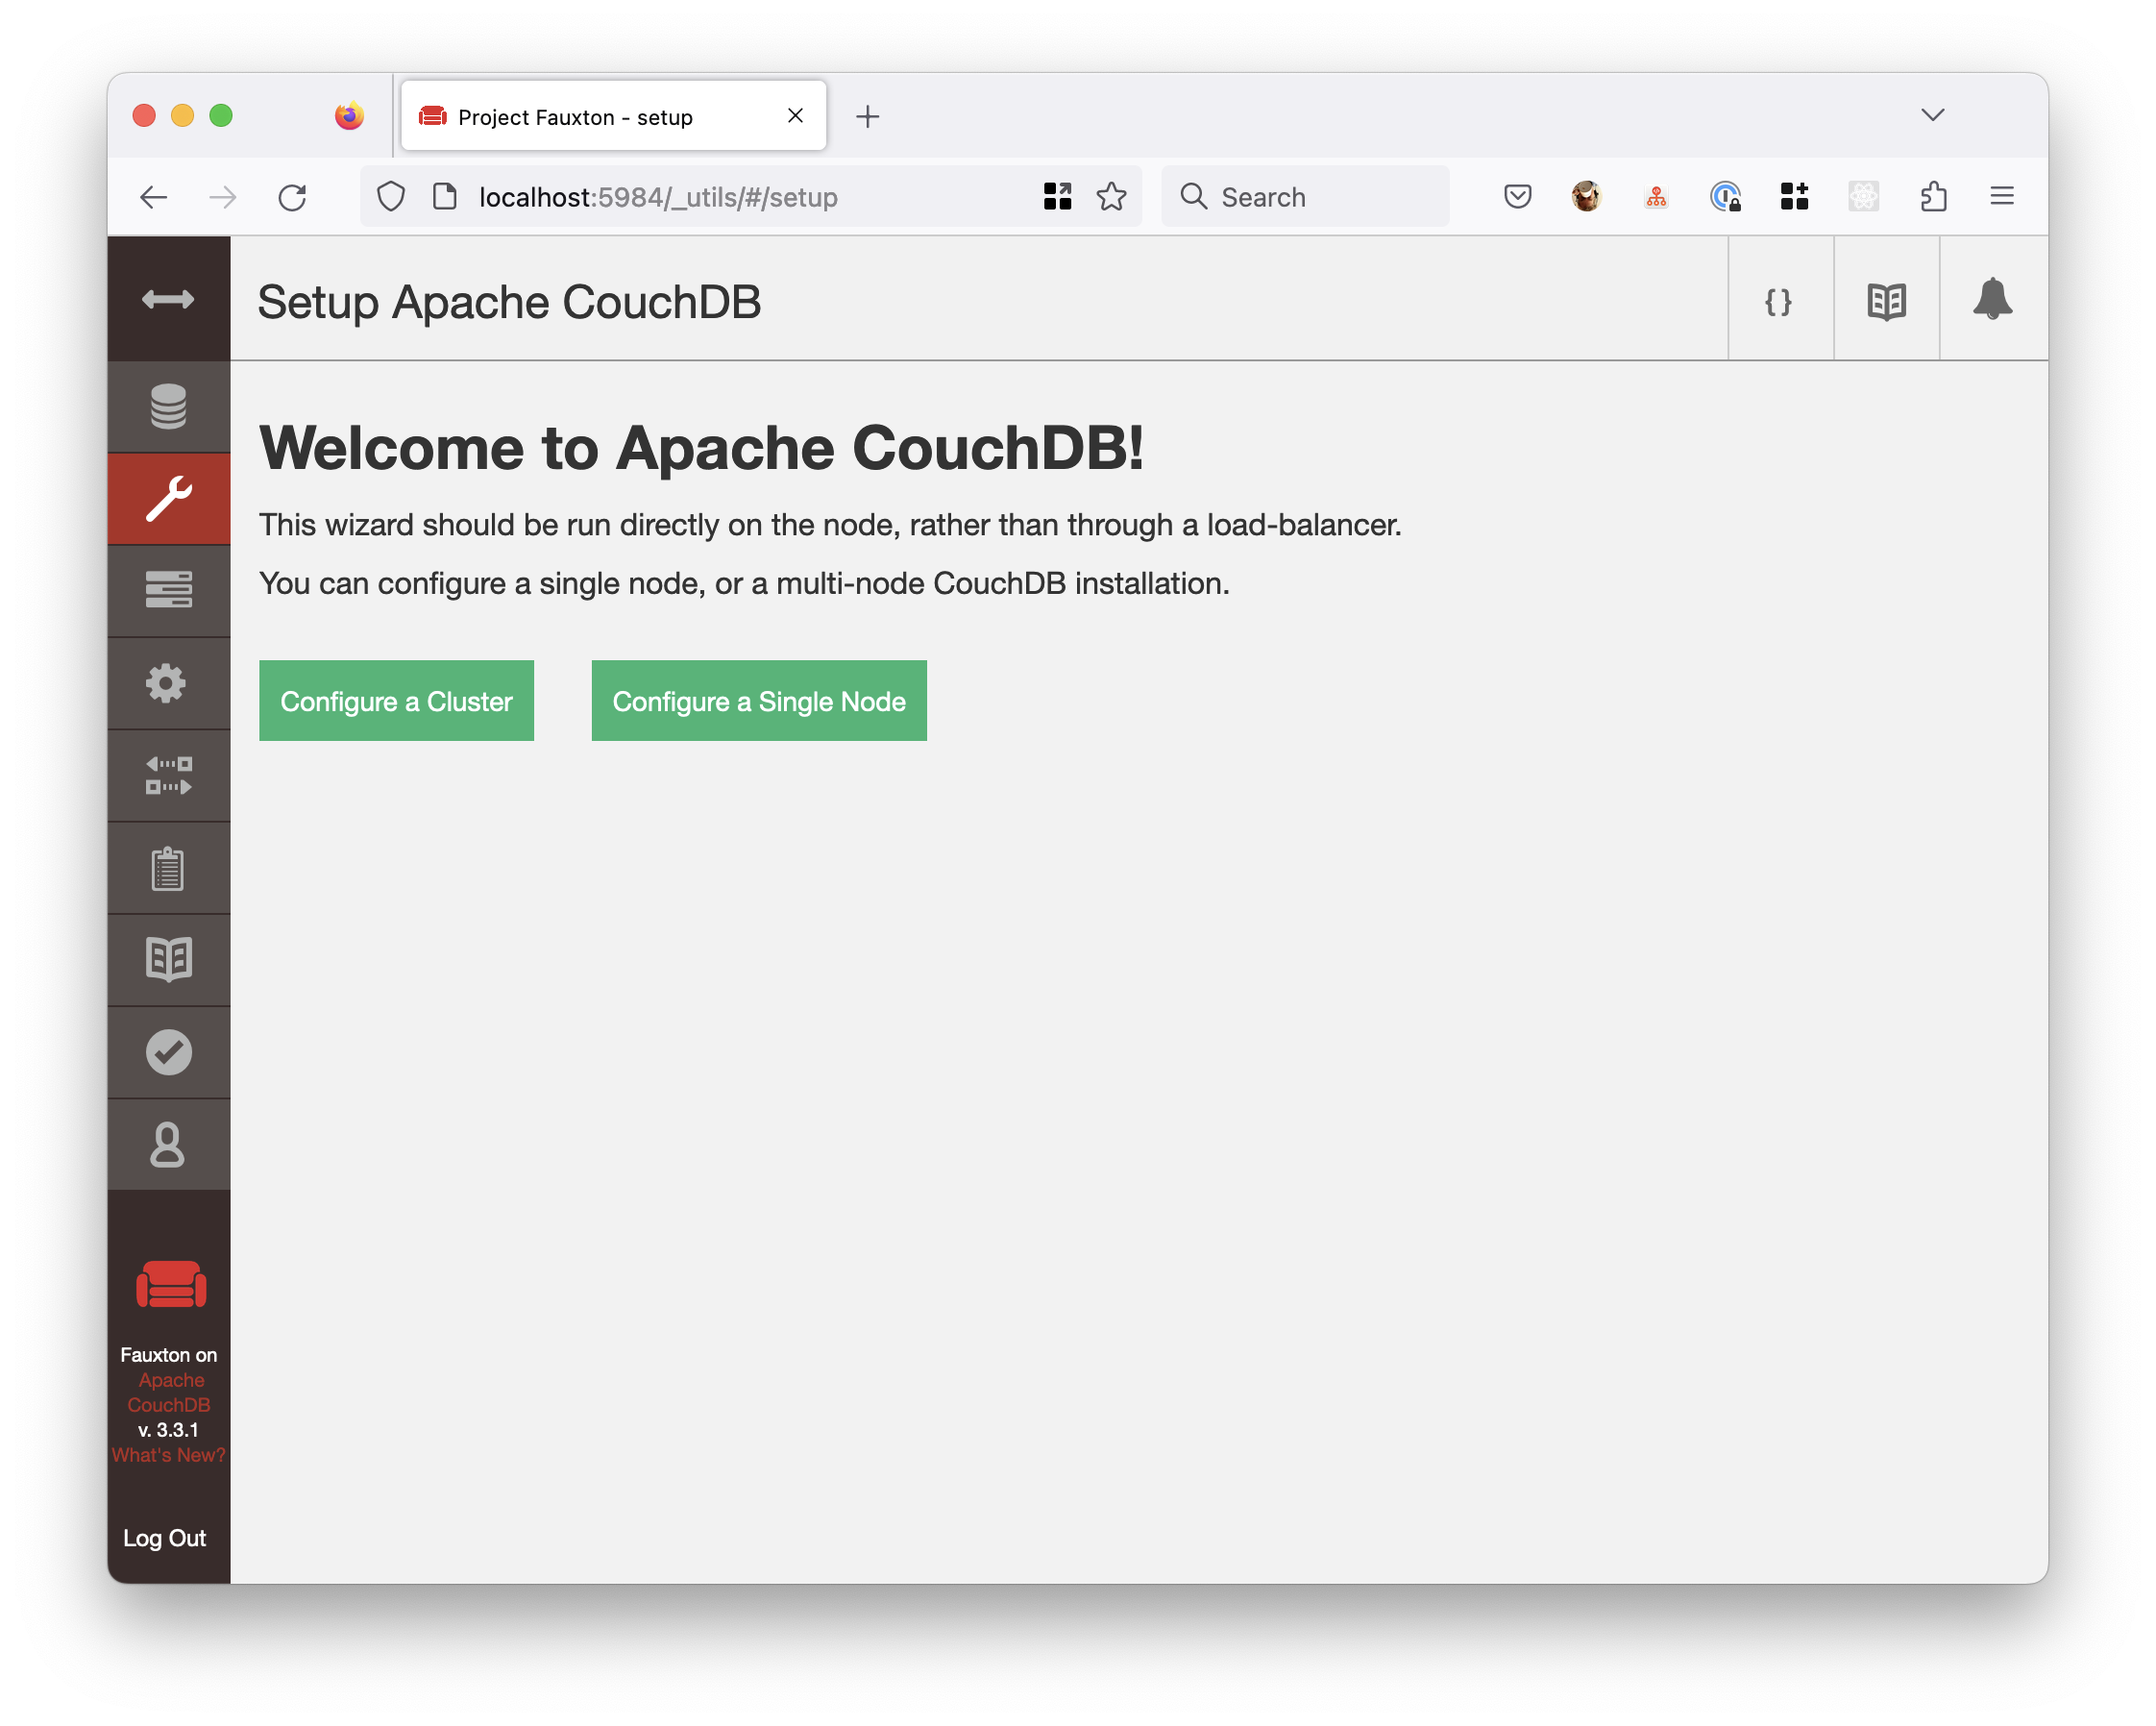 Project Fauxton - setup
localhost:5984/_utils/#/setup
Search
Setup Apache CouchDB
{}
Welcome to Apache CouchDB!
This wizard should be run directly on the node, rather than through a load-balancer.
You can configure a single node, or a multi-node CouchDB installation.
Configure a Cluster
Configure a Single Node
Fauxton on
Apache
CouchDB
v. 3.3.1
What's New?
Log Out